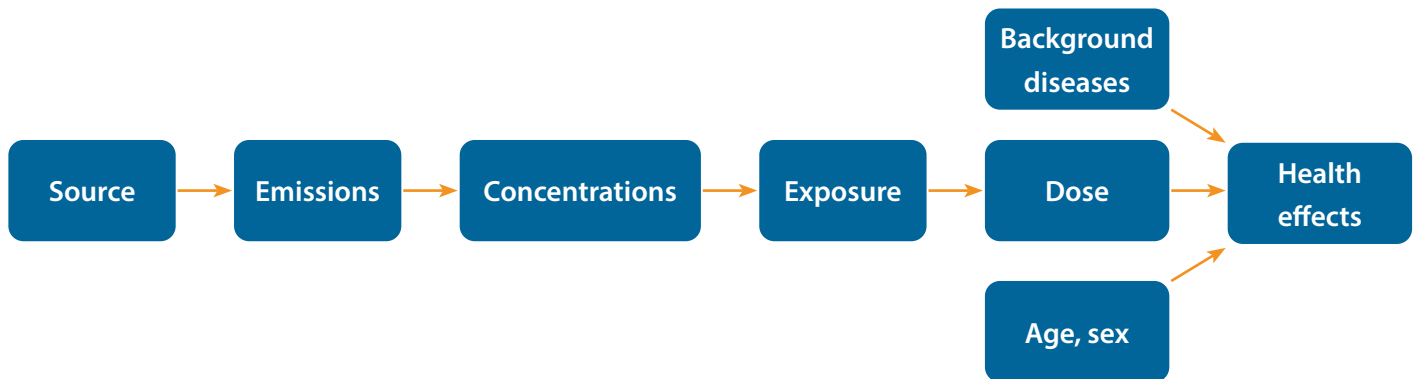 Background
diseases
Source
Emissions
Concentrations
Exposure
Dose
Health
effects
Age, sex